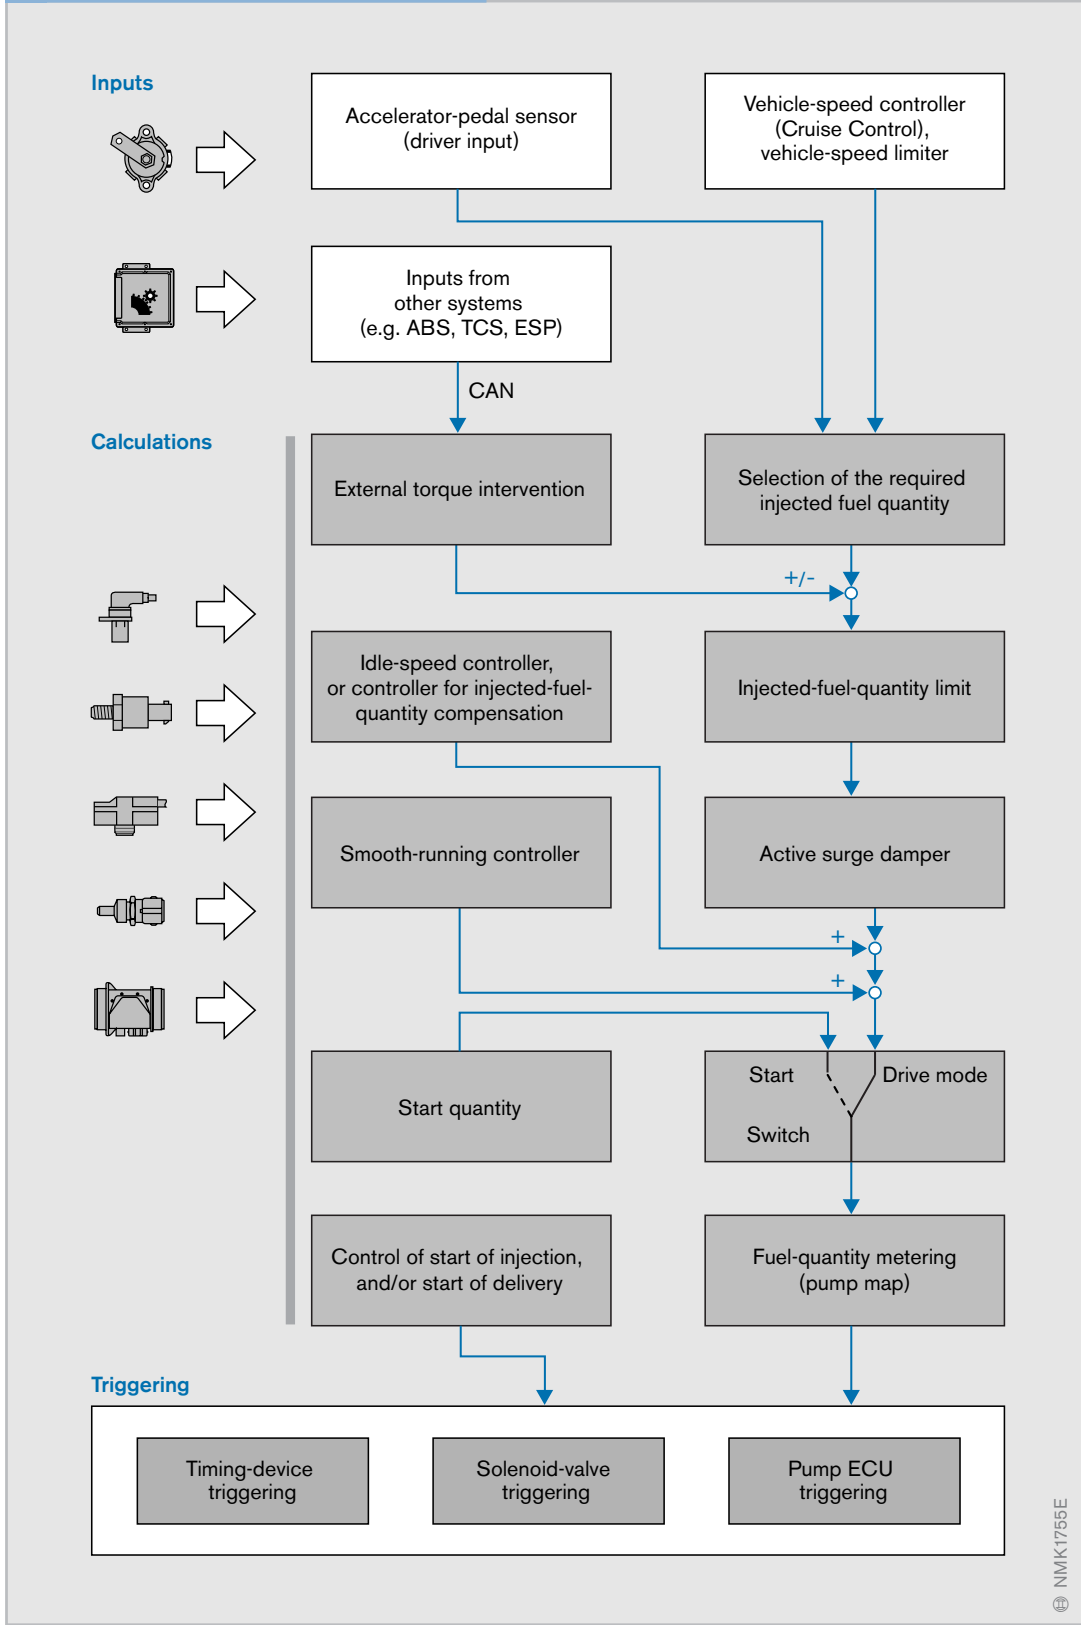 Inputs
Accelerator-pedal sensor
(driver input)
Vehicle-speed controller
(Cruise Control),
vehicle-speed limiter
Inputs from
other systems
(e.g. ABS, TCS, ESP)
CAN
Calculations
External torque intervention
Selection of the required
injected fuel quantity
+/-
Idle-speed controller,
or controller for injected-fuel-
quantity compensation
Injected-fuel-quantity limit
Smooth-running controller
Active surge damper
+
+
Start quantity
Start
Drive mode
Switch
Control of start of injection,
and/or start of delivery
Fuel-quantity metering
(pump map)
Triggering
Timing-device
triggering
Solenoid-valve
triggering
Pump ECU
triggering
NMK1755E